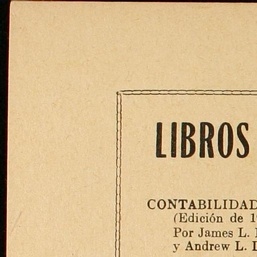 LIBROS
CONTABILIDAD
(Edición de
Por James L.
y Andrew L.